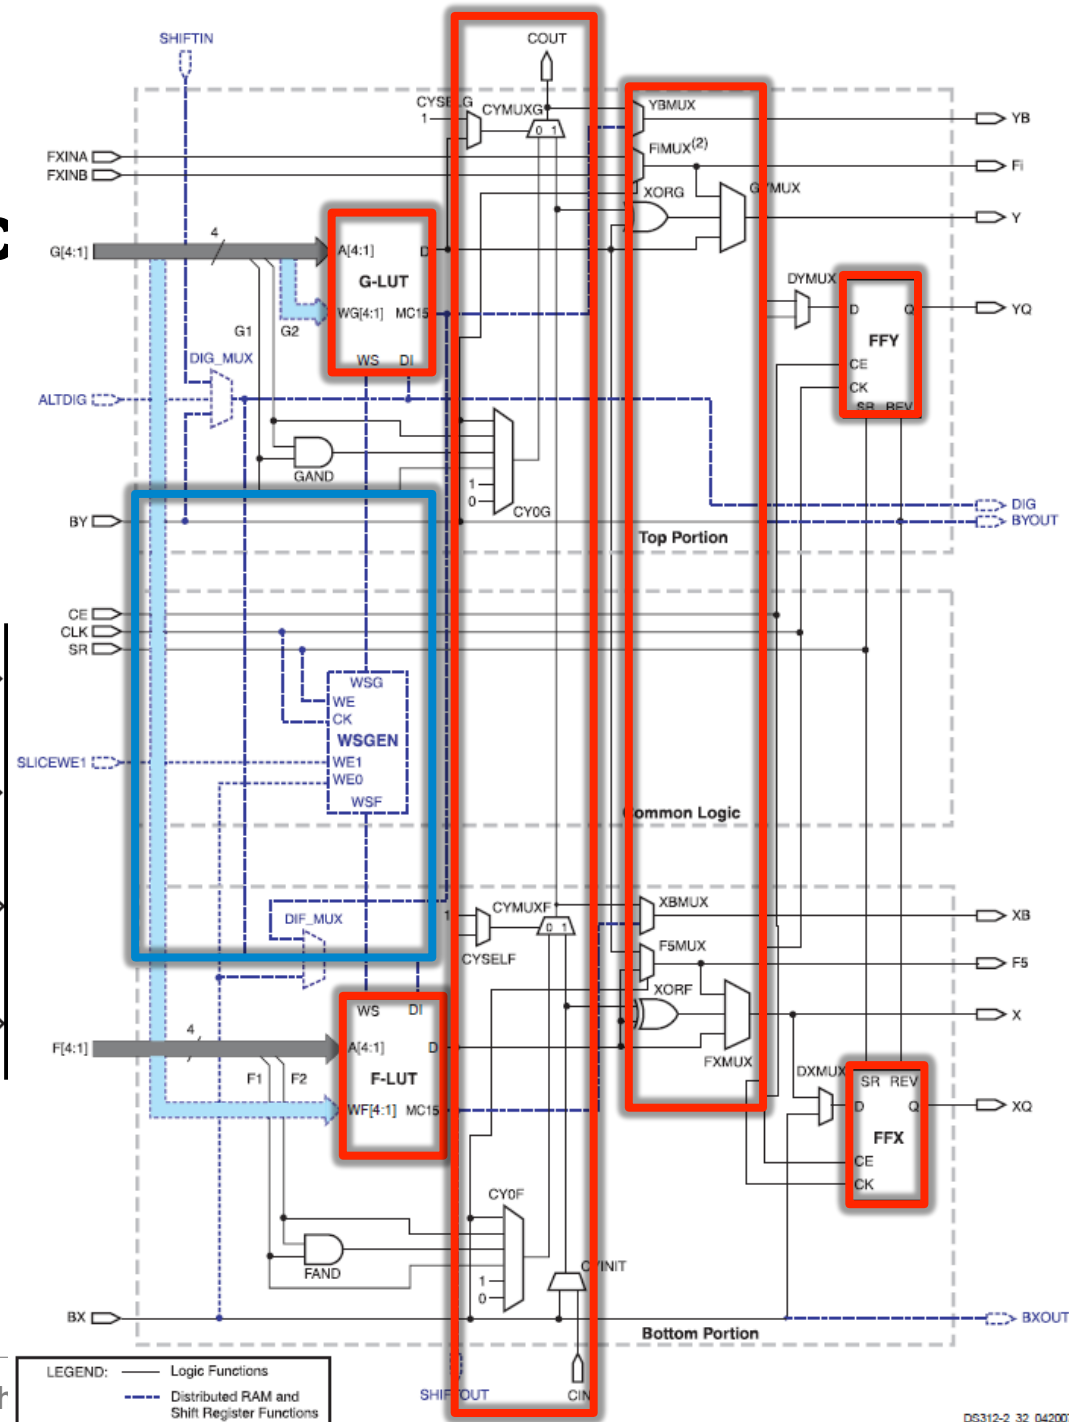 SHIFTIN
COUT
CYSELG
CYMUXG
1
0 1
YBMUX
YB
FXINA
FXINB
FiMUX(2)
Fi
XORG
GYMUX
Y
4
G[4:1]
A[4:1]
D
G-LUT
WG[4:1] MC15
G1
G2
WS
DI
DYMUX
D
Q
YQ
FFY
CE
CK
SR REV
DIG_MUX
ALTDIG
GAND
1
0
CY0G
DIG
BY
BYOUT
Top Portion
CE
CLK
SR
WSG
WE
CK
WSGEN
SLICEWE1
WE1
WE0
WSF
Common Logic
DIF_MUX
1
CYMUXF
0 1
CYSELF
XBMUX
XB
F5MUX
F5
XORF
X
FXMUX
WS
DI
4
F[4:1]
A[4:1]
D
F-LUT
F1
F2
WF[4:1] MC15
DXMUX
SR REV
D
Q
XQ
FFX
CE
CK
CY0F
FAND
1
0
CYINIT
BX
BXOUT
Bottom Portion
SHIFTOUT
CIN
LEGEND:
Logic Functions
Distributed RAM and
Shift Register Functions